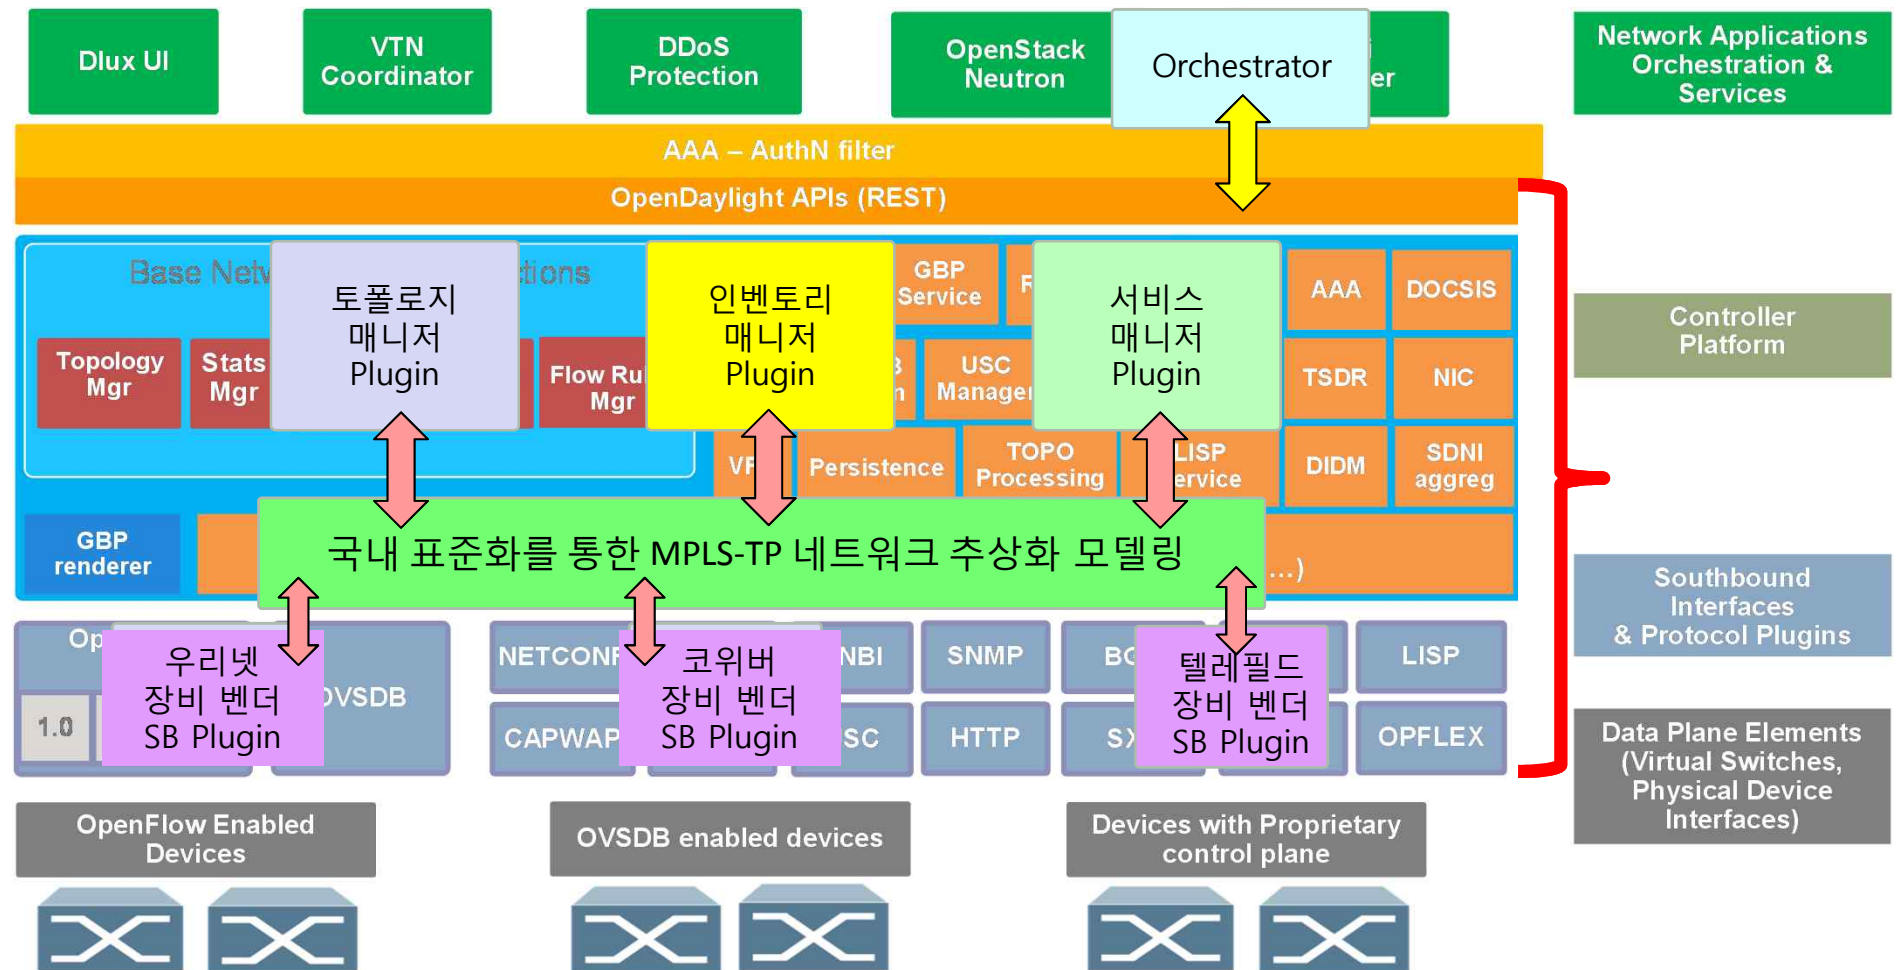 Dlux UI
VTN
Coordinator
DDoS
Protection
OpenStack
Neutron
Orchestrator
er
Network Applications
Orchestration &
Services
AAA – AuthN filter
OpenDaylight APIs (REST)
Base Net
ctions
토폴로지
매니저
Plugin
인벤토리
매니저
Plugin
서비스
매니저
Plugin
GBP
Service
AAA
DOCSIS
Controller
Platform
Topology
Mgr
Stats
Mgr
Flow Ru
Mgr
USC
Manage
TSDR
NIC
Persistence
TOPO
Processing
LISP
ervice
DIDM
SDNI
aggreg
GBP
renderer
국내 표준화를 통한 MPLS-TP 네트워크 추상화 모델링
...)
Southbound
Interfaces
& Protocol Plugins
Op
우리넷
장비 벤더
SB Plugin
OVSDB
1.0
NETCONF
코위버
장비 벤더
SB Plugin
NBI
SNMP
텔레필드
장비 벤더
SB Plugin
LISP
CAPWAP
SC
HTTP
OPFLEX
Data Plane Elements
(Virtual Switches,
Physical Device
Interfaces)
OpenFlow Enabled
Devices
OVSDB enabled devices
Devices with Proprietary
control plane